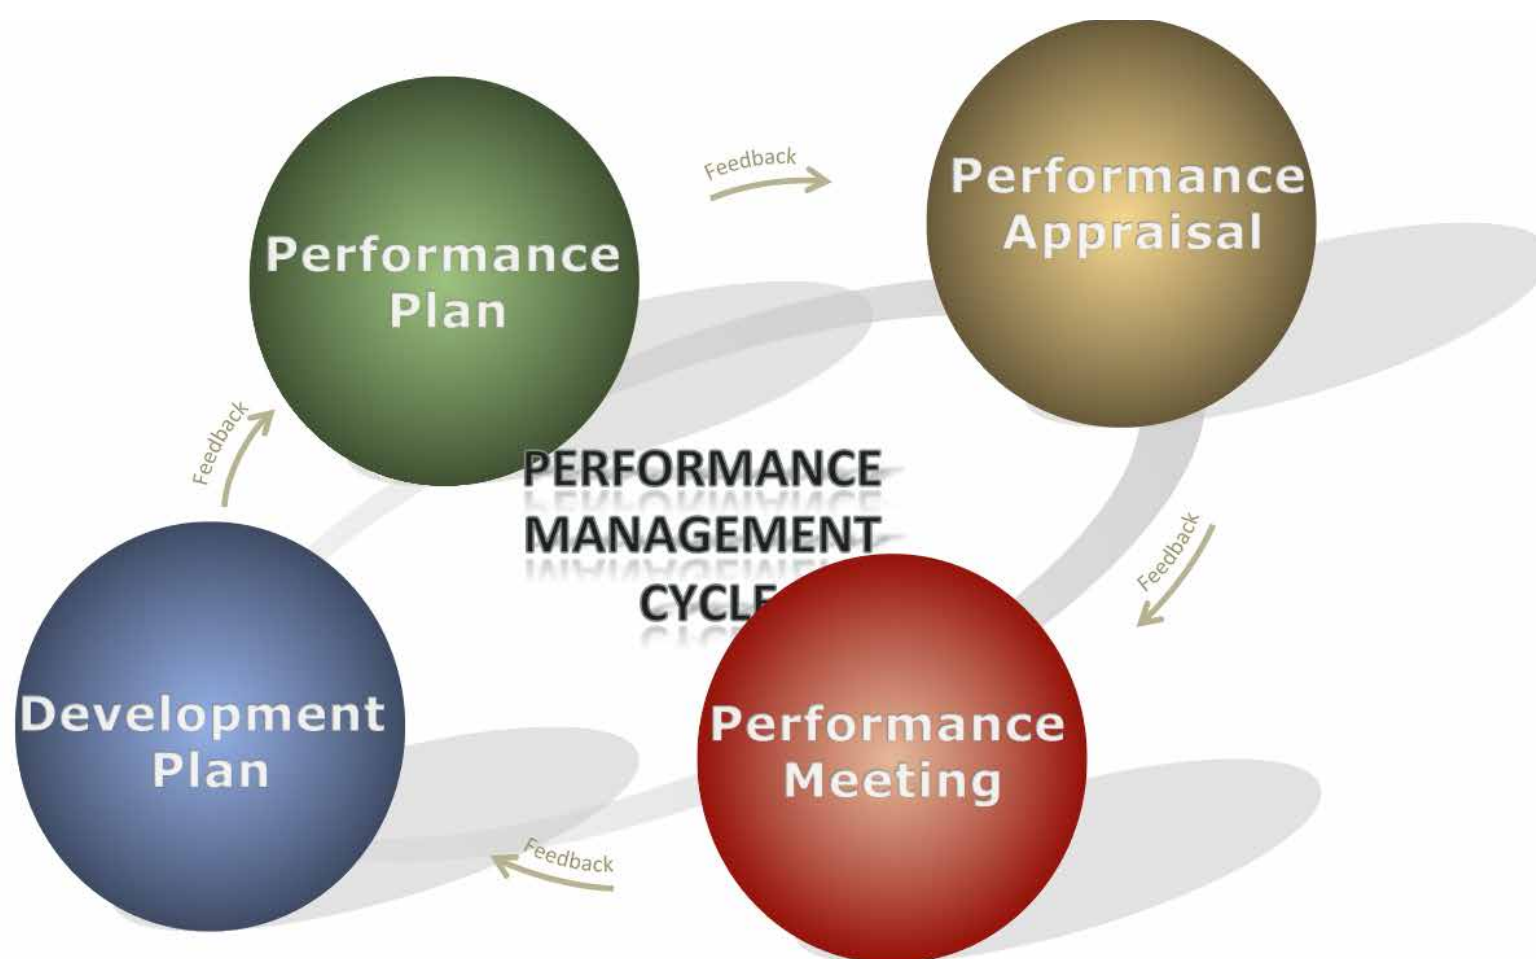 Feedback
Performance
Appraisal
Performance
Plan
Feedback
PERFORMANCE
MANAGEMENT
CYCLE
Feedback
Development
Plan
Performance
Meeting
Feedback